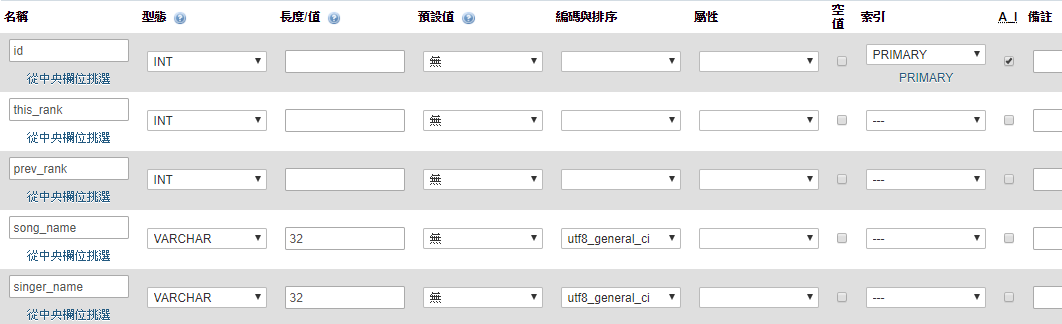 名稱 型態 長度/值 預設值 編碼與排序 屬性 空值 索引 A_I 備註
id INT 無 PRIMARY
從中央欄位挑選 PRIMARY
this_rank INT 無 ---
從中央欄位挑選
prev_rank INT 無 ---
從中央欄位挑選
song_name VARCHAR 32 無 utf8_general_ci ---
從中央欄位挑選
singer_name VARCHAR 32 無 utf8_general_ci ---
從中央欄位挑選